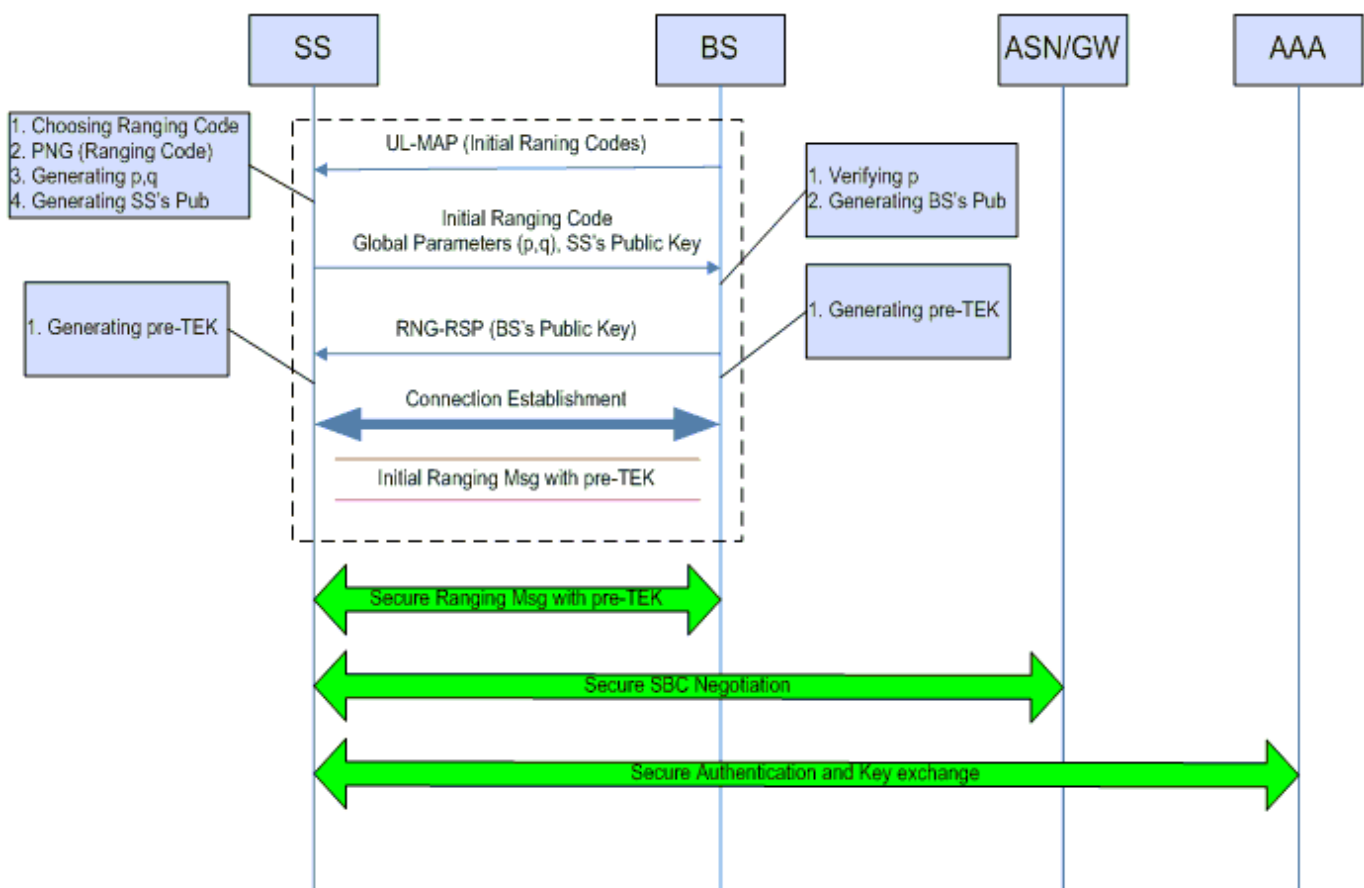 SS
BS
ASN/GW
AAA
1. Choosing Ranging Code
2. PNG (Ranging Code)
3. Generating p,q
4. Generating SS's Pub
UL-MAP (Initial Raning Codes)
1. Verifying p
2. Generating BS's Pub
Initial Ranging Code
Global Parameters (p,q), SS's Public Key
1. Generating pre-TEK
RNG-RSP (BS's Public Key)
1. Generating pre-TEK
Connection Establishment
Initial Ranging Msg with pre-TEK
Secure Ranging Msg with pre-TEK
Secure SBC Negotiation
Secure Authentication and Key exchange